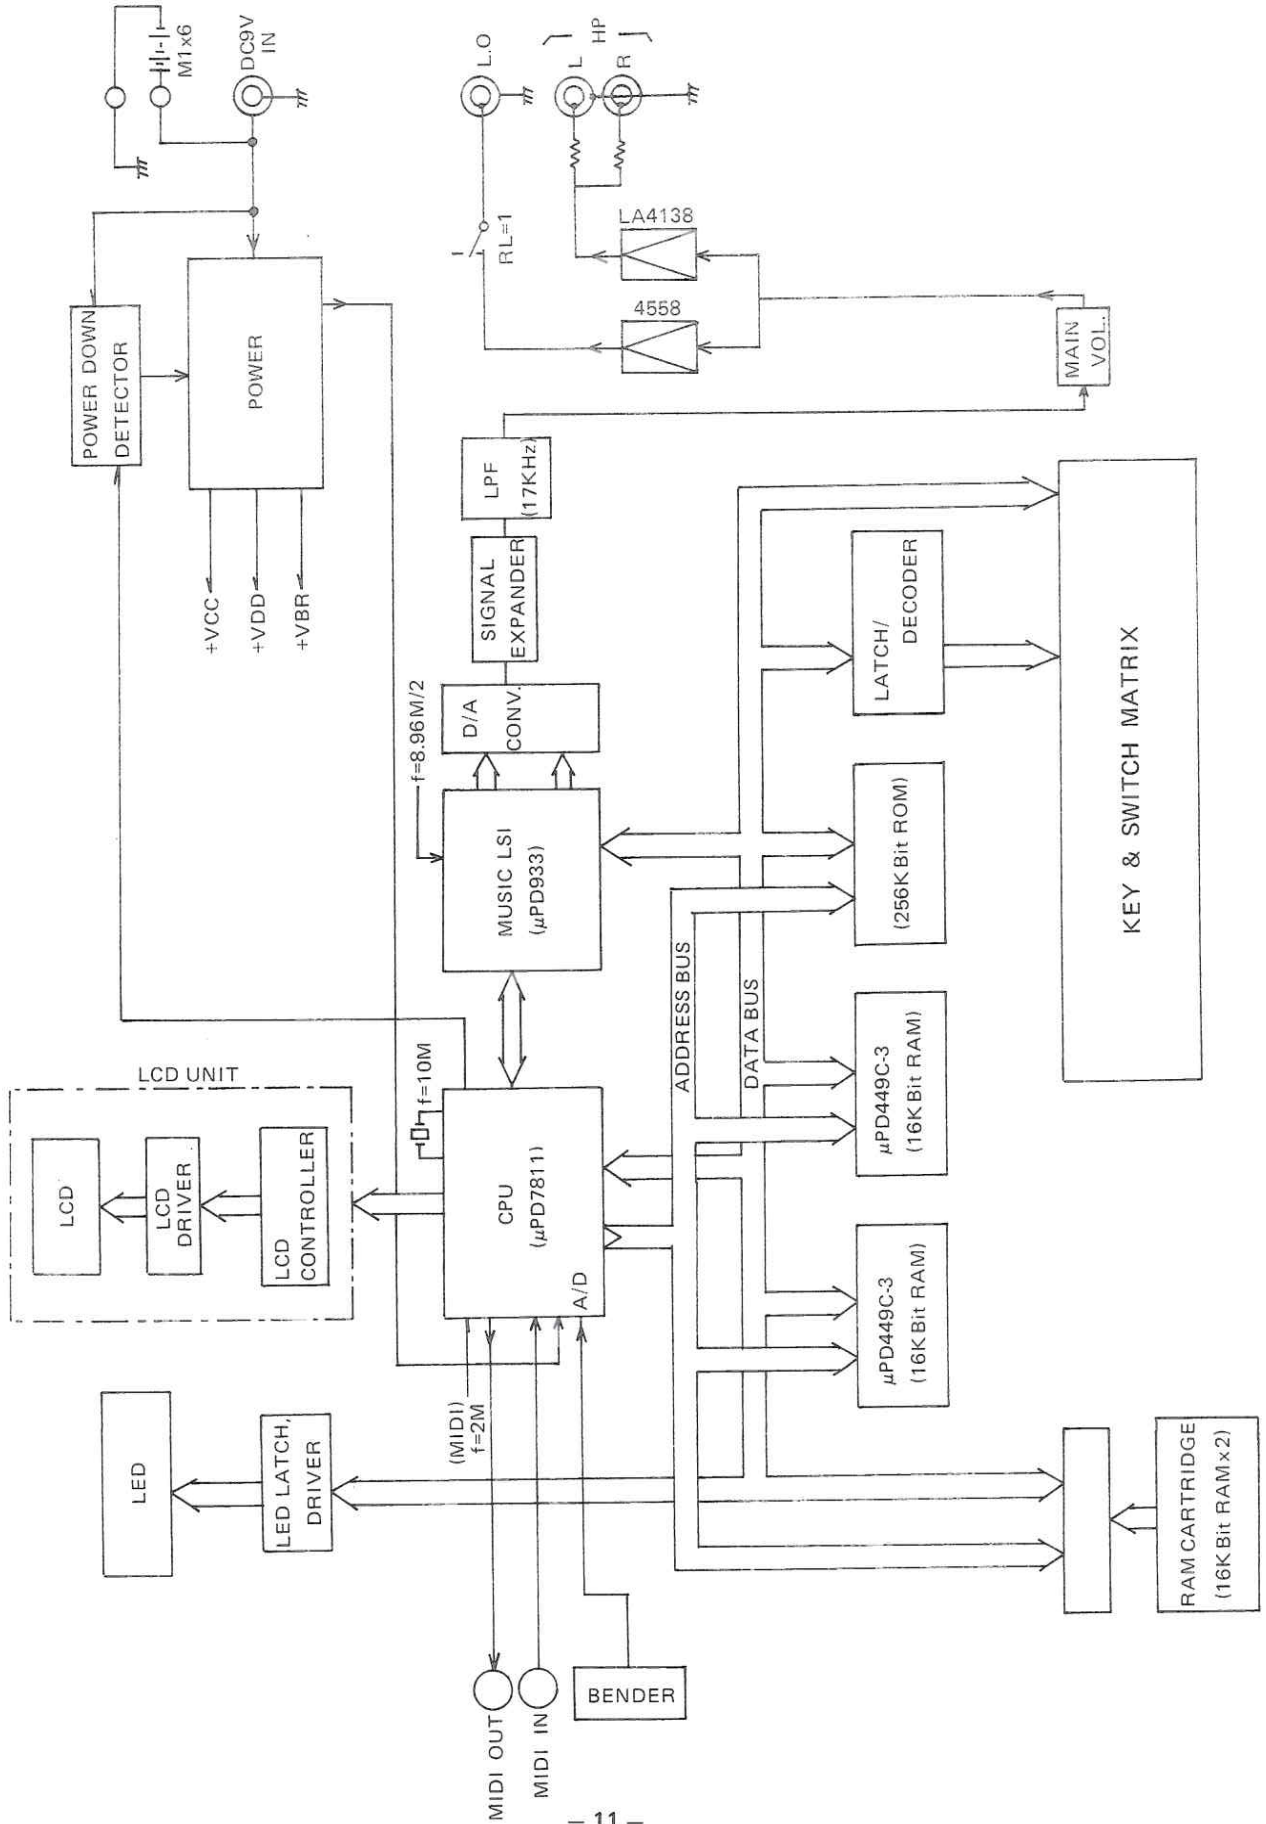 M1x6
DC9V
IN
POWER DOWN
DETECTOR
POWER
+VCC
+VDD
+VBR
L.O
L
R
HP
RL=1
LA4138
4558
MAIN
VOL.
LPF
(17KHz)
SIGNAL
EXPANDER
D/A
CONV.
f=8.96M/2
MUSIC LSI
(μPD933)
LCD UNIT
LCD
LCD
DRIVER
LCD
CONTROLLER
f=10M
CPU
(μPD7811)
A/D
(MIDI)
f=2M
LED
LED LATCH,
DRIVER
MIDI OUT
MIDI IN
BENDER
ADDRESS BUS
DATA BUS
LATCH/
DECODER
(256K Bit ROM)
μPD449C-3
(16K Bit RAM)
μPD449C-3
(16K Bit RAM)
KEY & SWITCH MATRIX
RAM CARTRIDGE
(16K Bit RAM x 2)
– 11 –